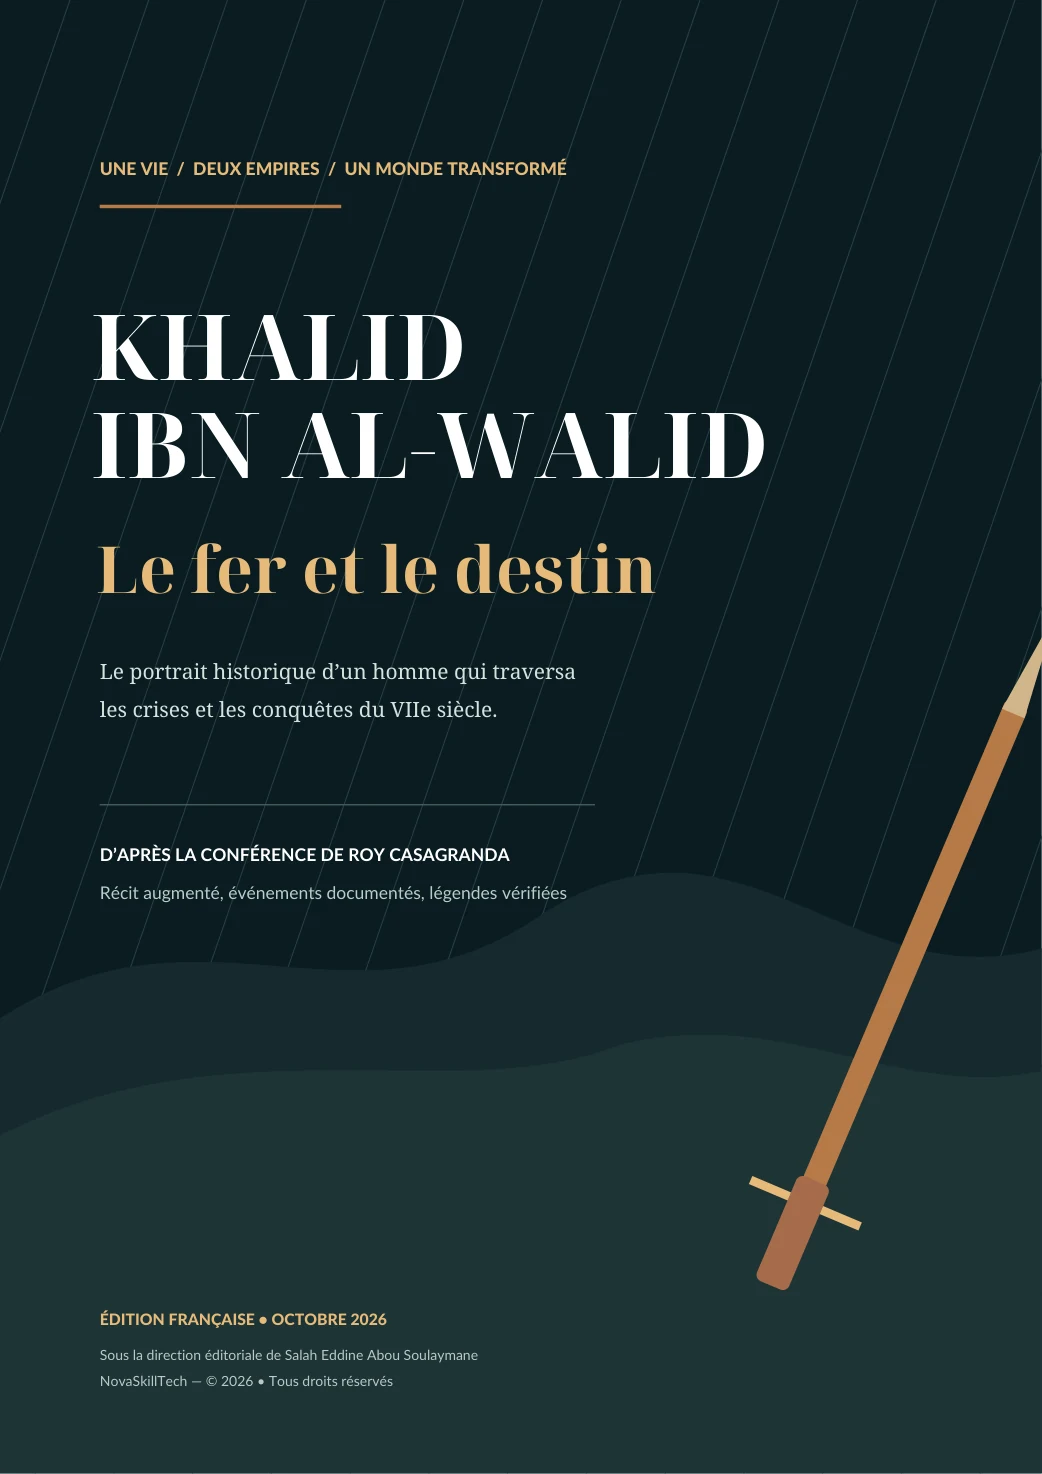 UNE VIE / DEUX EMPIRES / UN MONDE TRANSFORMÉ
KHALID
IBN AL-WALID
Le fer et le destin
Le portrait historique d’un homme qui traversa
les crises et les conquêtes du VIIe siècle.
D’APRÈS LA CONFÉRENCE DE ROY CASAGRANDA
Récit augmenté, événements documentés, légendes vérifiées
ÉDITION FRANÇAISE • OCTOBRE 2026
Sous la direction éditoriale de Salah Eddine Abou Soulaymane
NovaSkillTech — © 2026 • Tous droits réservés